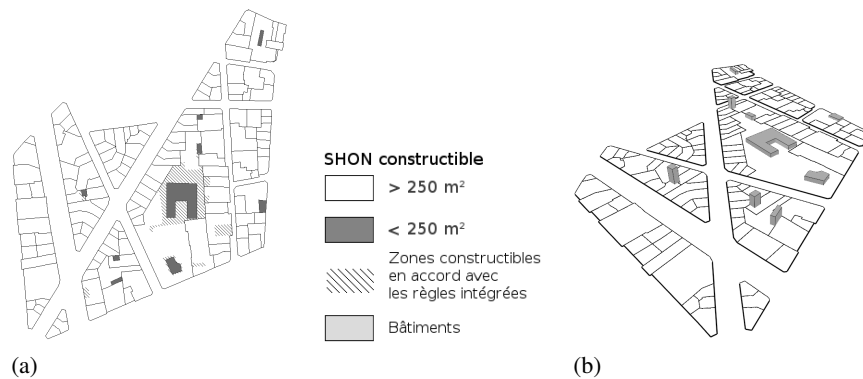 SHON constructible
> 250 m²
< 250 m²
Zones constructibles
en accord avec
les règles intégrées
Bâtiments
(a)
(b)